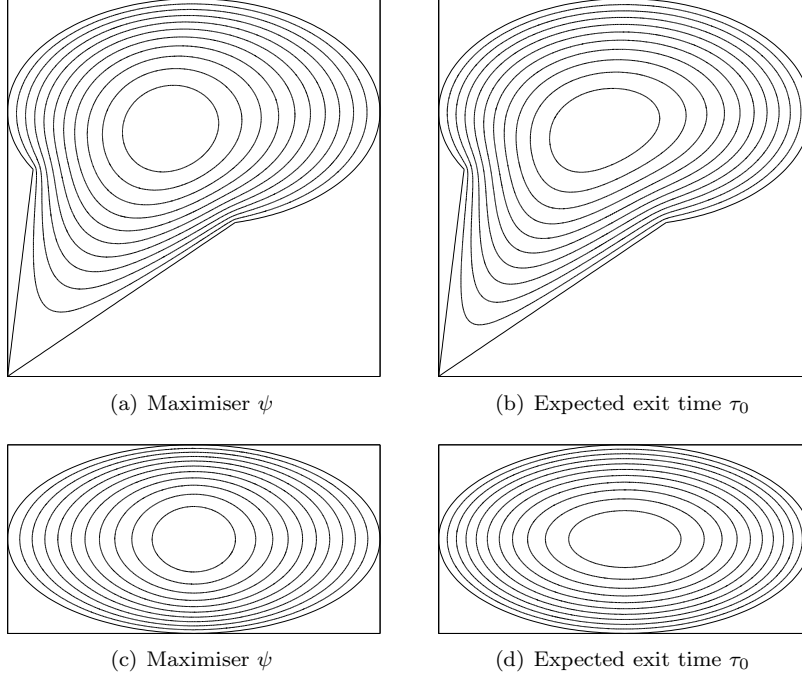 (a) Maximiser ψ
(b) Expected exit time τ₀
(c) Maximiser ψ
(d) Expected exit time τ₀